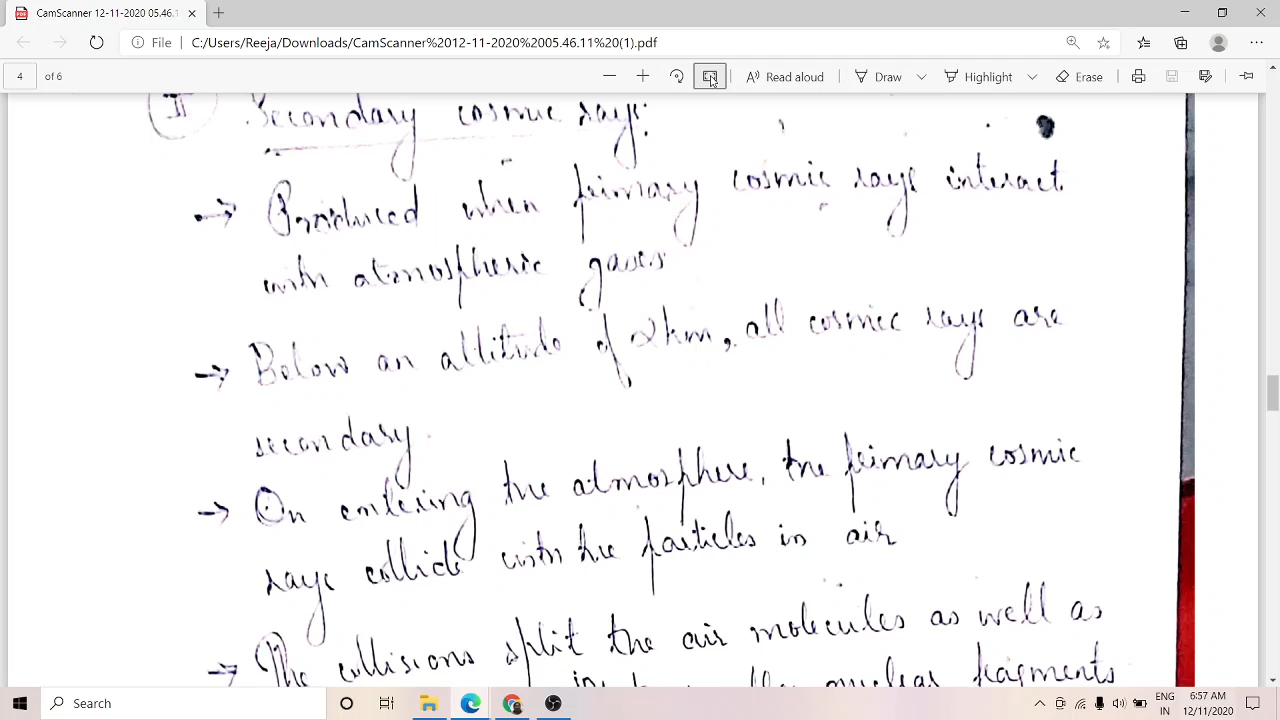 CamScanner 12-11-2020 05.46.1
File C:/Users/Reeja/Downloads/CamScanner%2012-11-2020%2005.46.11%20(1).pdf
4 of 6 Read aloud Draw Highlight Erase
II Secondary cosmic rays:
→ Produced when primary cosmic rays interact
with atmospheric gases
→ Below an altitude of 2km, all cosmic rays are
secondary.
→ On entering the atmosphere, the primary cosmic
rays collide with the particles in air
→ The collisions split the air molecules as well as
nuclear fragments
Search ENG 6:57 AM
IN 12/11/2020